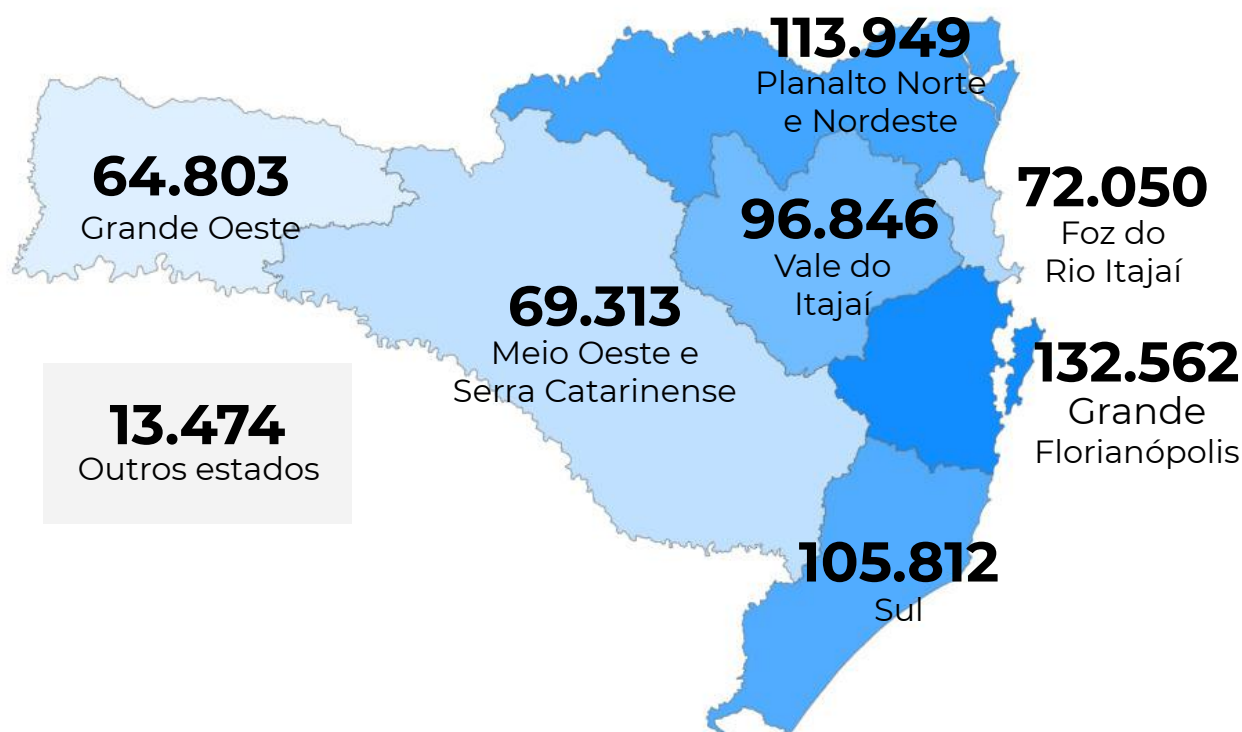 113.949
Planalto Norte
e Nordeste
64.803
Grande Oeste
72.050
Foz do
Rio Itajaí
96.846
Vale do
Itajaí
69.313
Meio Oeste e
Serra Catarinense
132.562
Grande
Florianópolis
13.474
Outros estados
105.812
Sul